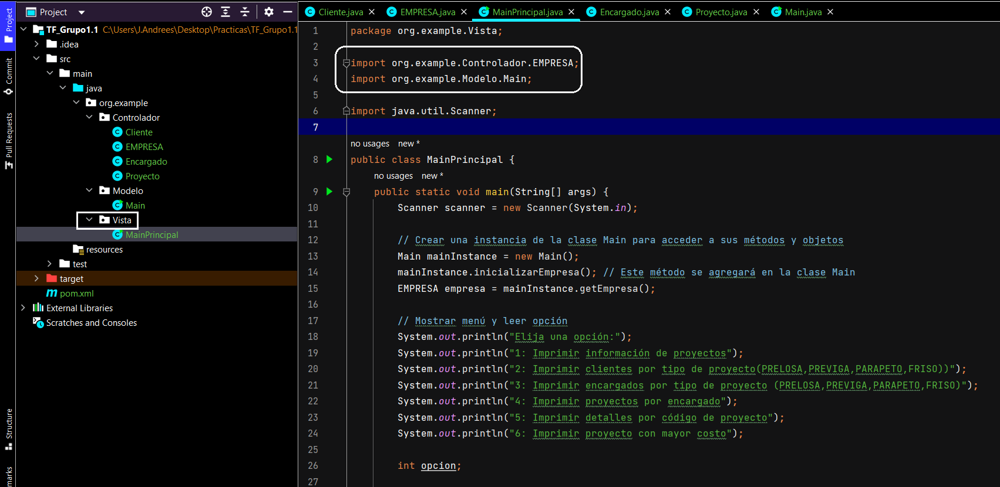 Project
Commit
Pull Requests
Structure
marks
Project
TF_Grupo1.1 C:\Users\J.Andrees\Desktop\Practicas\TF_Grupo1.1
.idea
src
main
java
org.example
Controlador
Cliente
EMPRESA
Encargado
Proyecto
Modelo
Main
Vista
MainPrincipal
resources
test
target
pom.xml
External Libraries
Scratches and Consoles
Cliente.java EMPRESA.java MainPrincipal.java Encargado.java Proyecto.java Main.java
1 package org.example.Vista;
2
3 import org.example.Controlador.EMPRESA;
4 import org.example.Modelo.Main;
5
6 import java.util.Scanner;
7
no usages new *
8 public class MainPrincipal {
no usages new *
9 public static void main(String[] args) {
10 Scanner scanner = new Scanner(System.in);
11
12 // Crear una instancia de la clase Main para acceder a sus métodos y objetos
13 Main mainInstance = new Main();
14 mainInstance.inicializarEmpresa(); // Este método se agregará en la clase Main
15 EMPRESA empresa = mainInstance.getEmpresa();
16
17 // Mostrar menú y leer opción
18 System.out.println("Elija una opción:");
19 System.out.println("1: Imprimir información de proyectos");
20 System.out.println("2: Imprimir clientes por tipo de proyecto(PRELOSA,PREVIGA,PARAPETO,FRISO))");
21 System.out.println("3: Imprimir encargados por tipo de proyecto (PRELOSA,PREVIGA,PARAPETO,FRISO)");
22 System.out.println("4: Imprimir proyectos por encargado");
23 System.out.println("5: Imprimir detalles por código de proyecto");
24 System.out.println("6: Imprimir proyecto con mayor costo");
25
26 int opcion;
27